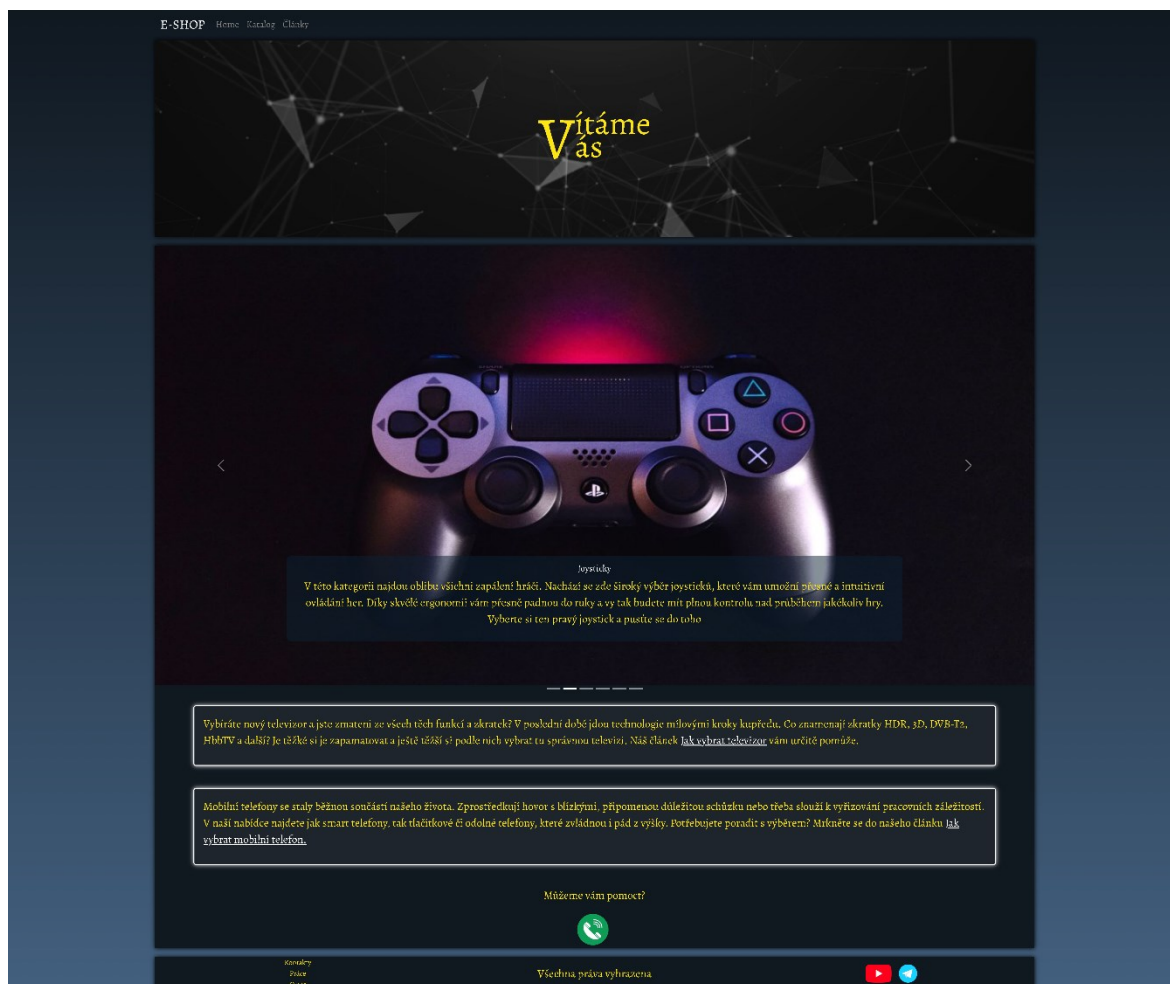 E-SHOP Home Katalog Články
Vítáme
Vás
Joysticky
V této kategorii najdou oblibu všichni zapálení hráči. Nachází se zde široký výběr joysticků, které vám umožní přesné a intuitivní
ovládání her. Díky skvělé ergonomii vám přesně padnou do ruky a vy tak budete mít plnou kontrolu nad průběhem jakékoliv hry.
Vyberte si ten pravý joystick a pusťte se do toho
Vybíráte nový televizor a jste zmateni ze všech těch funkcí a zkratek? V poslední době jdou technologie mílovými kroky kupředu. Co znamenají zkratky HDR, 3D, DVB-T2,
HbbTV a další? Je těžké si je zapamatovat a ještě těžší si podle nich vybrat tu správnou televizi. Náš článek Jak vybrat televizor vám určitě pomůže.
Mobilní telefony se staly běžnou součástí našeho života. Zprostředkují hovor s blízkými, připomenou důležitou schůzku nebo třeba slouží k vyřizování pracovních záležitostí.
V naší nabídce najdete jak smart telefony, tak tlačítkové či odolné telefony, které zvládnou i pád z výšky. Potřebujete poradit s výběrem? Mrkněte se do našeho článku Jak
vybrat mobilní telefon.
Můžeme vám pomoct?
Kontakty
Práce
Všechna práva vyhrazena